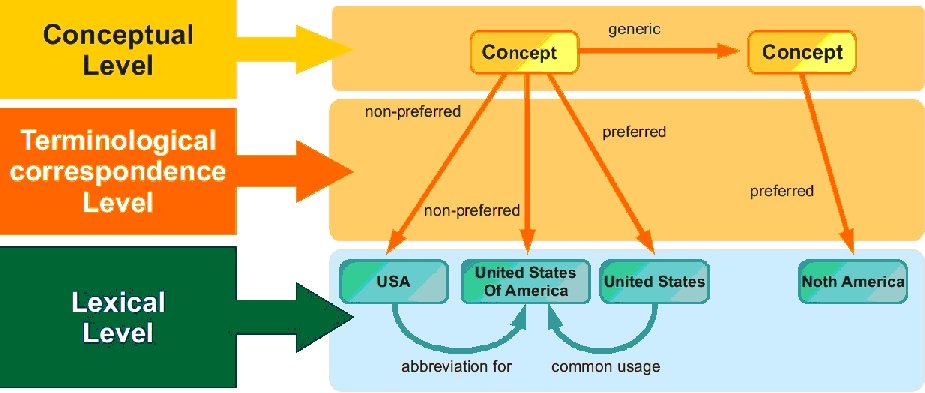 Conceptual
Level
generic
Concept
Concept
non-preferred
Terminological
correspondence
Level
preferred
preferred
non-preferred
USA
United States
Of America
United States
Noth America
Lexical
Level
abbreviation for
common usage